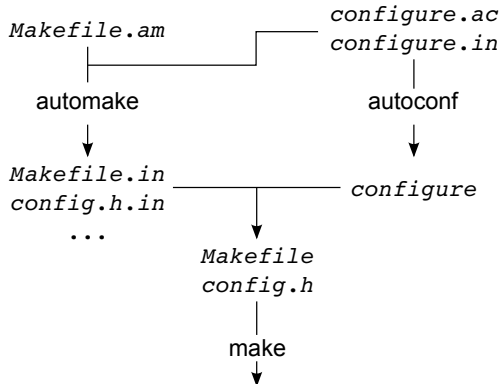 Makefile.am
configure.ac
configure.in
automake
autoconf
Makefile.in
config.h.in
...
configure
Makefile
config.h
make